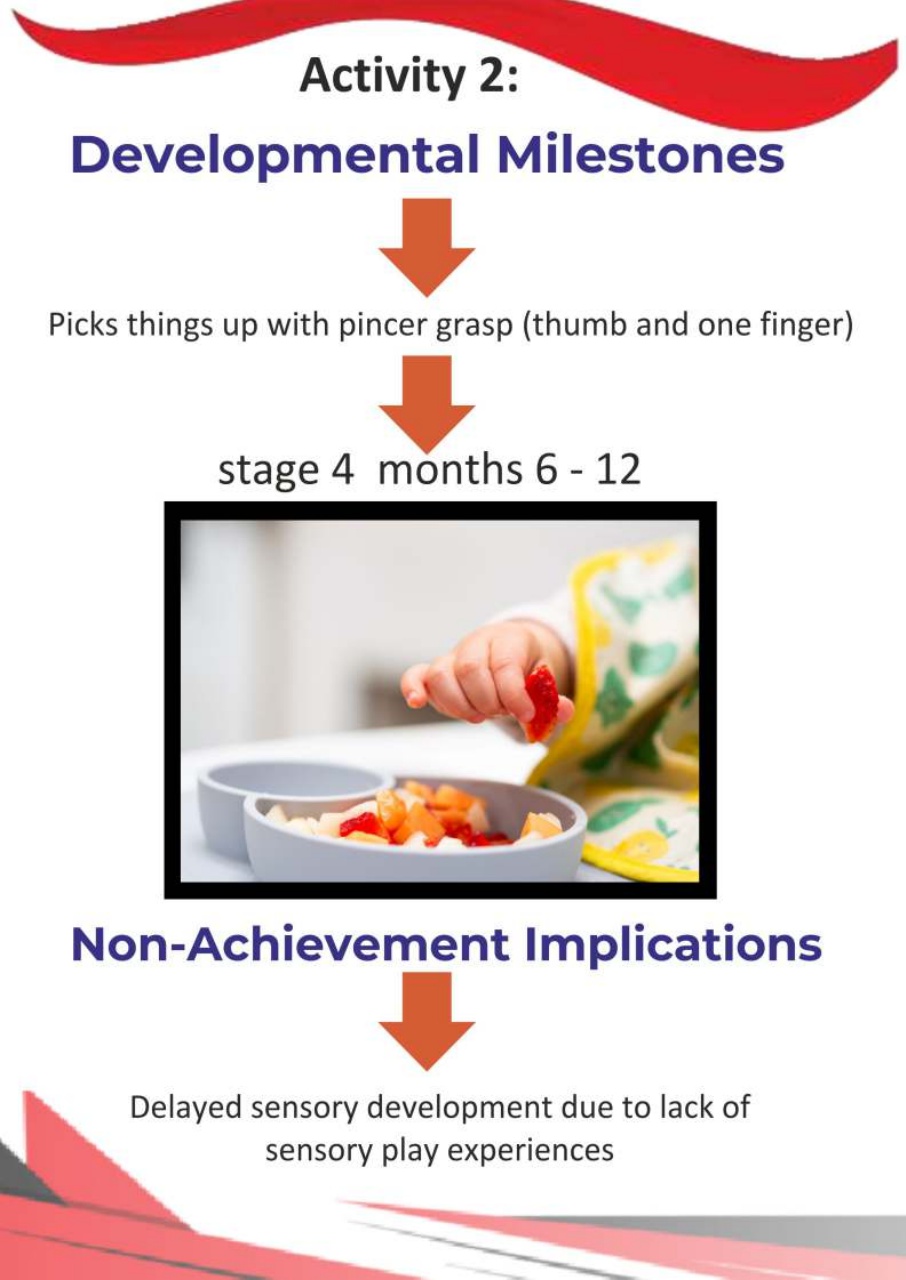 Activity 2:
Developmental Milestones
Picks things up with pincer grasp (thumb and one finger)
stage 4 months 6 - 12
Non-Achievement Implications
Delayed sensory development due to lack of
sensory play experiences